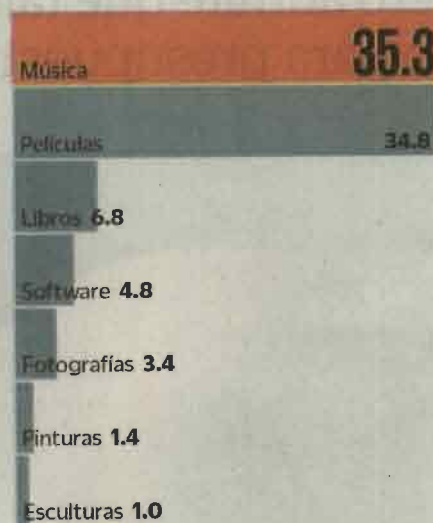 Música 35.3
Películas 34.8
Libros 6.8
Software 4.8
Fotografías 3.4
Pinturas 1.4
Esculturas 1.0